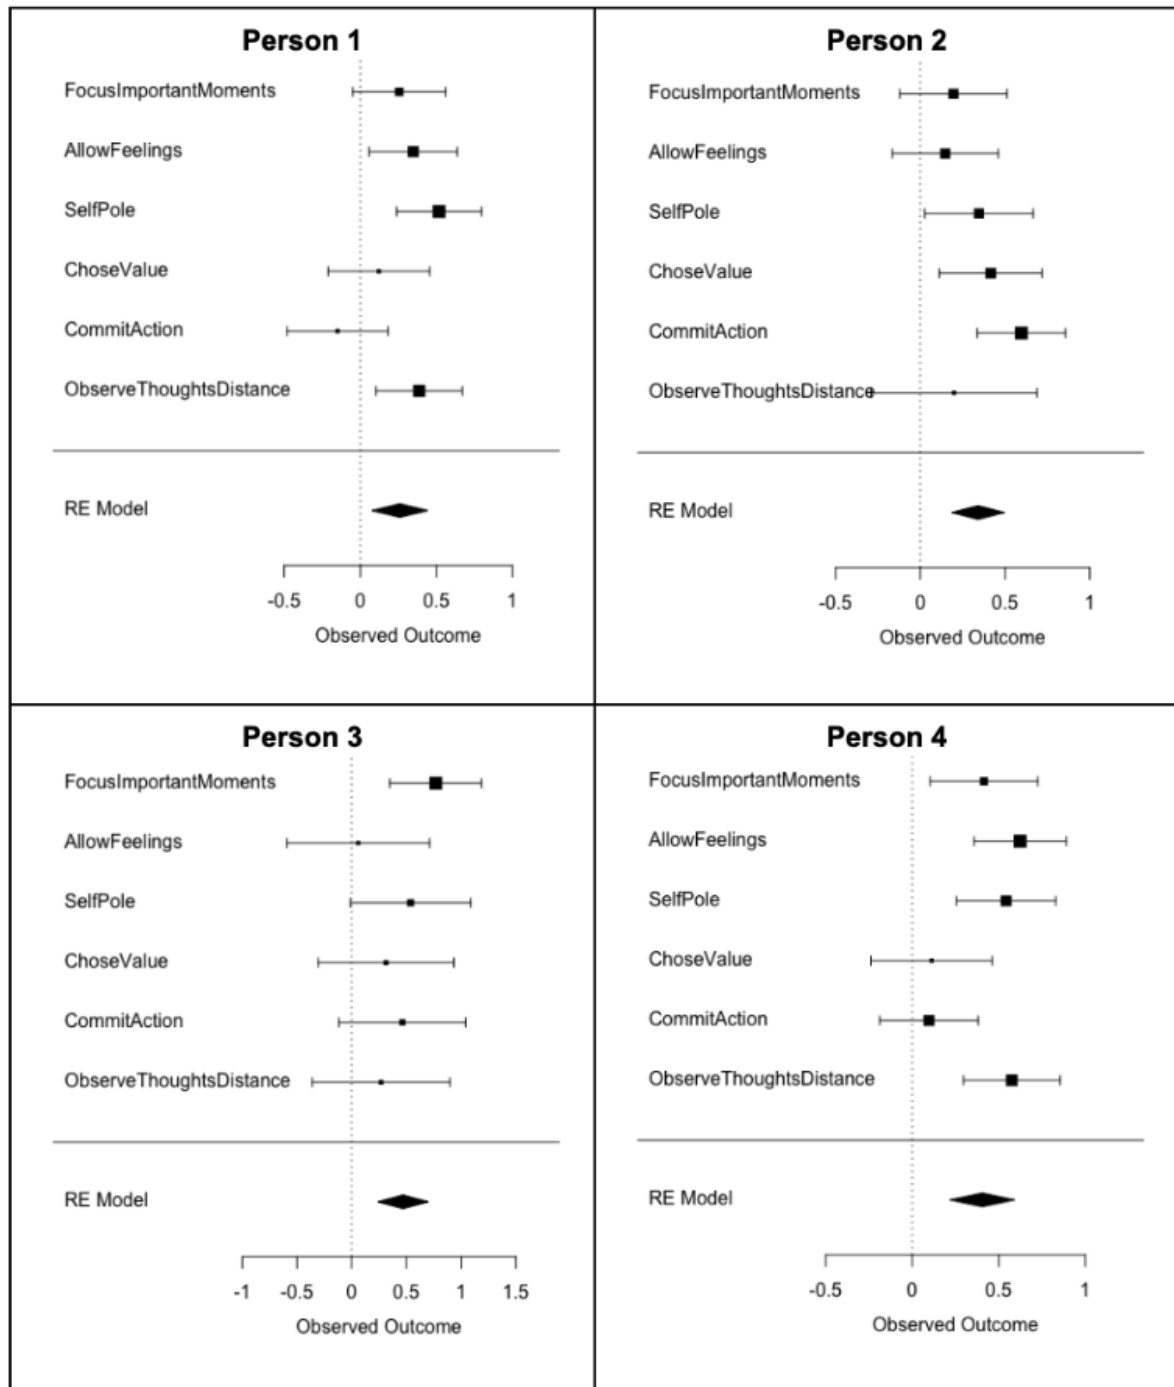 Person 1
FocusImportantMoments
AllowFeelings
SelfPole
ChoseValue
CommitAction
ObserveThoughtsDistance
RE Model
-0.5 0 0.5 1
Observed Outcome
Person 2
FocusImportantMoments
AllowFeelings
SelfPole
ChoseValue
CommitAction
ObserveThoughtsDistance
RE Model
-0.5 0 0.5 1
Observed Outcome
Person 3
FocusImportantMoments
AllowFeelings
SelfPole
ChoseValue
CommitAction
ObserveThoughtsDistance
RE Model
-1 -0.5 0 0.5 1 1.5
Observed Outcome
Person 4
FocusImportantMoments
AllowFeelings
SelfPole
ChoseValue
CommitAction
ObserveThoughtsDistance
RE Model
-0.5 0 0.5 1
Observed Outcome